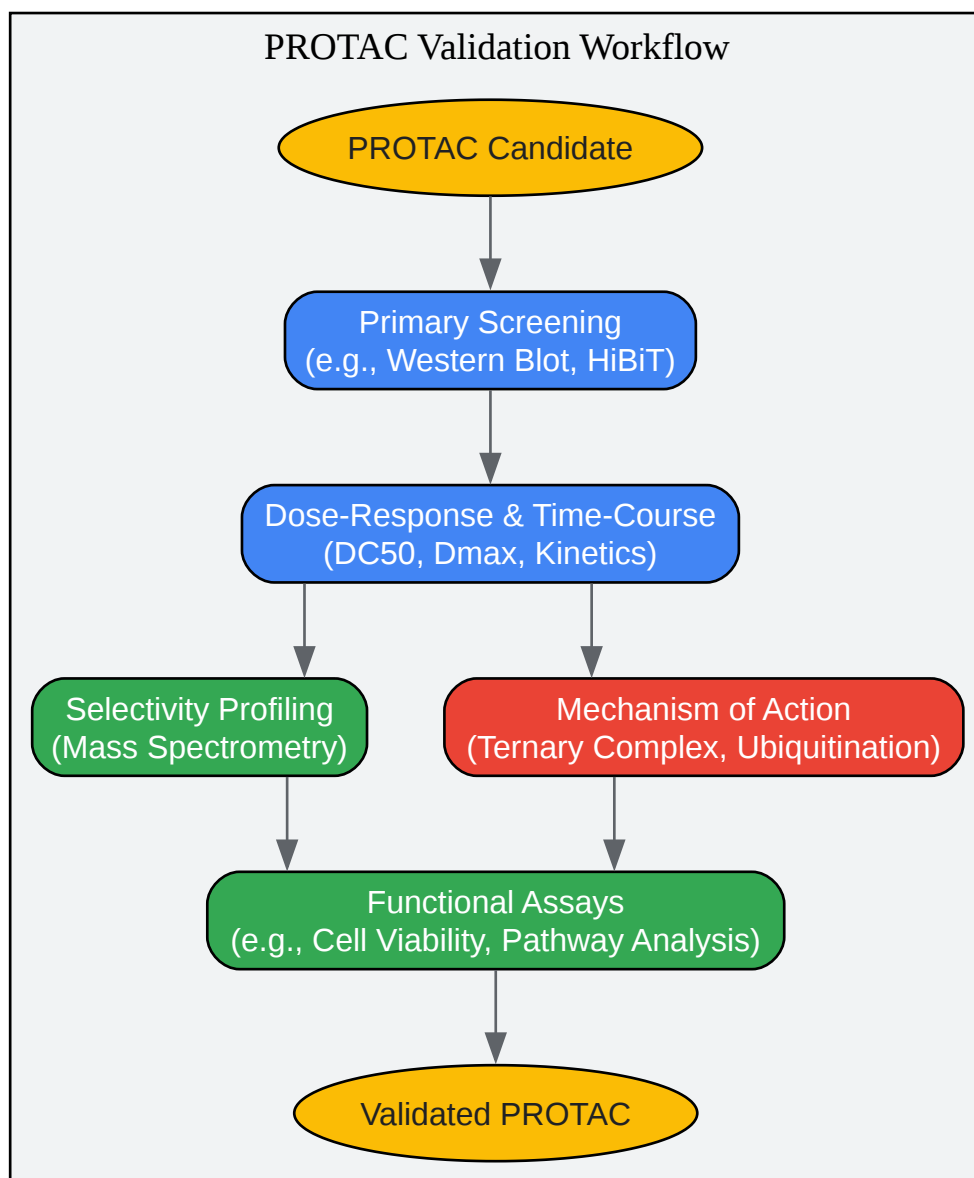 PROTAC Validation Workflow
PROTAC Candidate
Primary Screening
(e.g., Western Blot, HiBiT)
Dose-Response & Time-Course
(DC50, Dmax, Kinetics)
Selectivity Profiling
(Mass Spectrometry)
Mechanism of Action
(Ternary Complex, Ubiquitination)
Functional Assays
(e.g., Cell Viability, Pathway Analysis)
Validated PROTAC